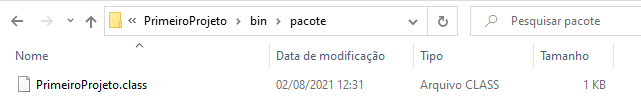 « PrimeiroProjeto › bin › pacote Pesquisar pacote
Nome Data de modificação Tipo Tamanho
PrimeiroProjeto.class 02/08/2021 12:31 Arquivo CLASS 1 KB